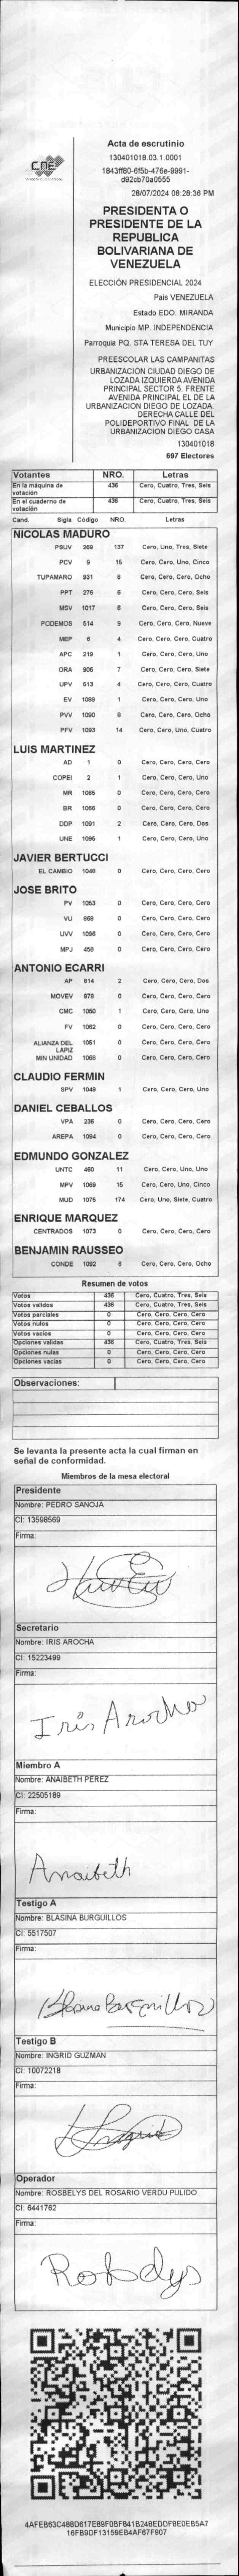 CNE
Acta de escrutinio
130401018.03.1.0001
1843ff80-6f5b-476e-9991-
d92cb70a0555
28/07/2024 08:28:36 PM
PRESIDENTA O
PRESIDENTE DE LA
REPUBLICA
BOLIVARIANA DE
VENEZUELA
ELECCIÓN PRESIDENCIAL 2024
Pais VENEZUELA
Estado EDO. MIRANDA
Municipio MP. INDEPENDENCIA
Parroquia PQ. STA TERESA DEL TUY
PREESCOLAR LAS CAMPANITAS
URBANIZACION CIUDAD DIEGO DE
LOZADA IZQUIERDA AVENIDA
PRINCIPAL SECTOR 5. FRENTE
AVENIDA PRINCIPAL EL DE LA
URBANIZACION DIEGO DE LOZADA.
DERECHA CALLE DEL
POLIDEPORTIVO FINAL DE LA
URBANIZACION DIEGO CASA
130401018
697 Electores
Votantes NRO. Letras
En la máquina de votación 436 Cero, Cuatro, Tres, Seis
En el cuaderno de votación 436 Cero, Cuatro, Tres, Seis
Cand. Sigla Código NRO. Letras
NICOLAS MADURO
PSUV 269 137 Cero, Uno, Tres, Siete
PCV 9 15 Cero, Cero, Uno, Cinco
TUPAMARO 931 8 Cero, Cero, Cero, Ocho
PPT 276 6 Cero, Cero, Cero, Seis
MSV 1017 6 Cero, Cero, Cero, Seis
PODEMOS 514 9 Cero, Cero, Cero, Nueve
MEP 6 4 Cero, Cero, Cero, Cuatro
APC 219 1 Cero, Cero, Cero, Uno
ORA 906 7 Cero, Cero, Cero, Siete
UPV 613 4 Cero, Cero, Cero, Cuatro
EV 1089 1 Cero, Cero, Cero, Uno
PVV 1090 8 Cero, Cero, Cero, Ocho
PFV 1093 14 Cero, Cero, Uno, Cuatro
LUIS MARTINEZ
AD 1 0 Cero, Cero, Cero, Cero
COPEI 2 1 Cero, Cero, Cero, Uno
MR 1065 0 Cero, Cero, Cero, Cero
BR 1066 0 Cero, Cero, Cero, Cero
DDP 1091 2 Cero, Cero, Cero, Dos
UNE 1095 1 Cero, Cero, Cero, Uno
JAVIER BERTUCCI
EL CAMBIO 1048 0 Cero, Cero, Cero, Cero
JOSE BRITO
PV 1053 0 Cero, Cero, Cero, Cero
VU 868 0 Cero, Cero, Cero, Cero
UVV 1096 0 Cero, Cero, Cero, Cero
MPJ 458 0 Cero, Cero, Cero, Cero
ANTONIO ECARRI
AP 814 2 Cero, Cero, Cero, Dos
MOVEV 878 0 Cero, Cero, Cero, Cero
CMC 1050 1 Cero, Cero, Cero, Uno
FV 1062 0 Cero, Cero, Cero, Cero
ALIANZA DEL LAPIZ 1051 0 Cero, Cero, Cero, Cero
MIN UNIDAD 1068 0 Cero, Cero, Cero, Cero
CLAUDIO FERMIN
SPV 1049 1 Cero, Cero, Cero, Uno
DANIEL CEBALLOS
VPA 236 0 Cero, Cero, Cero, Cero
AREPA 1094 0 Cero, Cero, Cero, Cero
EDMUNDO GONZALEZ
UNTC 460 11 Cero, Cero, Uno, Uno
MPV 1069 15 Cero, Cero, Uno, Cinco
MUD 1075 174 Cero, Uno, Siete, Cuatro
ENRIQUE MARQUEZ
CENTRADOS 1073 0 Cero, Cero, Cero, Cero
BENJAMIN RAUSSEO
CONDE 1092 8 Cero, Cero, Cero, Ocho
Resumen de votos
Votos 436 Cero, Cuatro, Tres, Seis
Votos validos 436 Cero, Cuatro, Tres, Seis
Votos parciales 0 Cero, Cero, Cero, Cero
Votos nulos 0 Cero, Cero, Cero, Cero
Votos vacios 0 Cero, Cero, Cero, Cero
Opciones validas 436 Cero, Cuatro, Tres, Seis
Opciones nulas 0 Cero, Cero, Cero, Cero
Opciones vacias 0 Cero, Cero, Cero, Cero
Observaciones:
Se levanta la presente acta la cual firman en
señal de conformidad.
Miembros de la mesa electoral
Presidente
Nombre: PEDRO SANOJA
CI: 13598569
Firma:
Secretario
Nombre: IRIS AROCHA
CI: 15223499
Firma:
Iris Arocha
Miembro A
Nombre: ANAIBETH PEREZ
CI: 22505189
Firma:
Anaibeth
Testigo A
Nombre: BLASINA BURGUILLOS
CI: 5517507
Firma:
Blasina Burguillos
Testigo B
Nombre: INGRID GUZMAN
CI: 10072218
Firma:
Operador
Nombre: ROSBELYS DEL ROSARIO VERDU PULIDO
CI: 6441762
Firma:
4AFEB63C48BD617E89F0BF841B248EDDF8E0EB5A7
16FB9DF13159EB4AF67F907